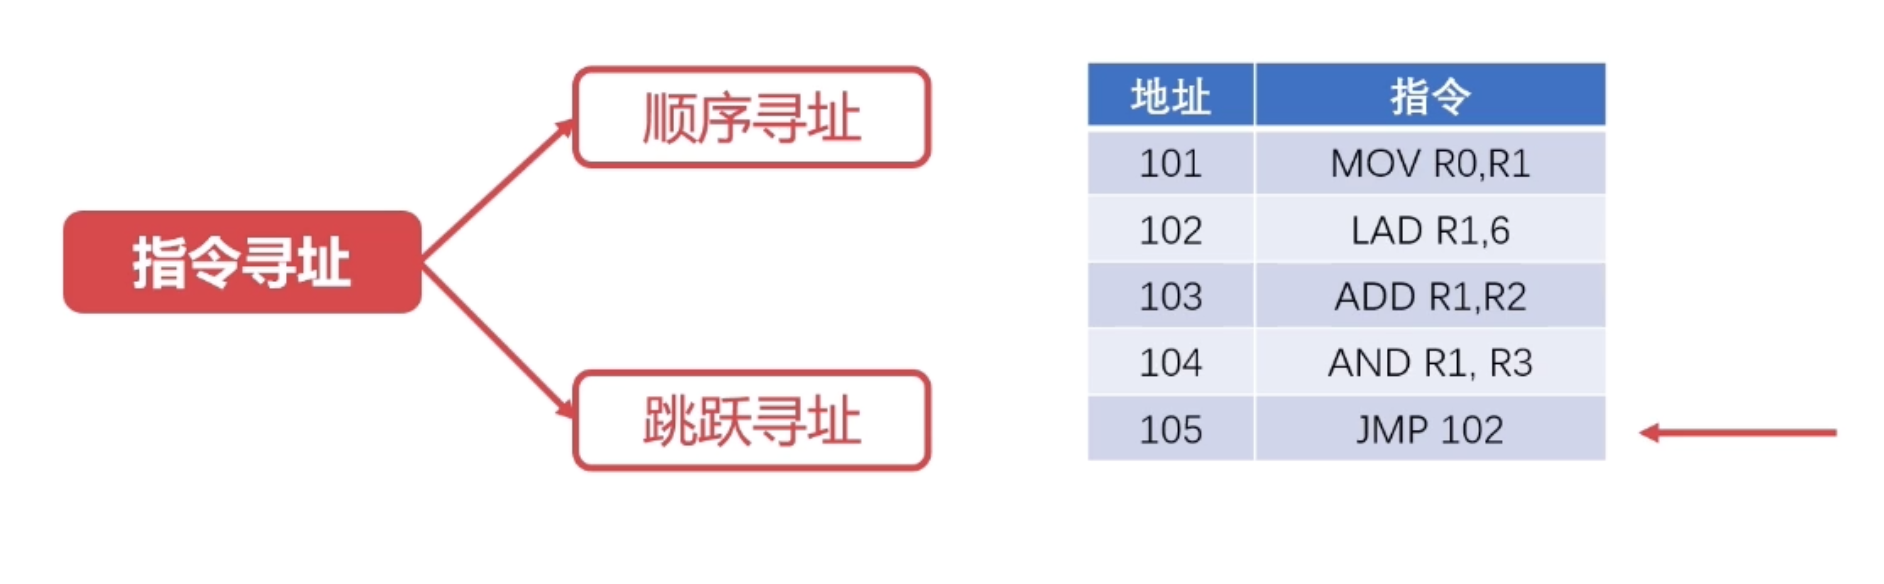 指令寻址
顺序寻址
跳跃寻址
地址 指令
101 MOV R0,R1
102 LAD R1,6
103 ADD R1,R2
104 AND R1, R3
105 JMP 102